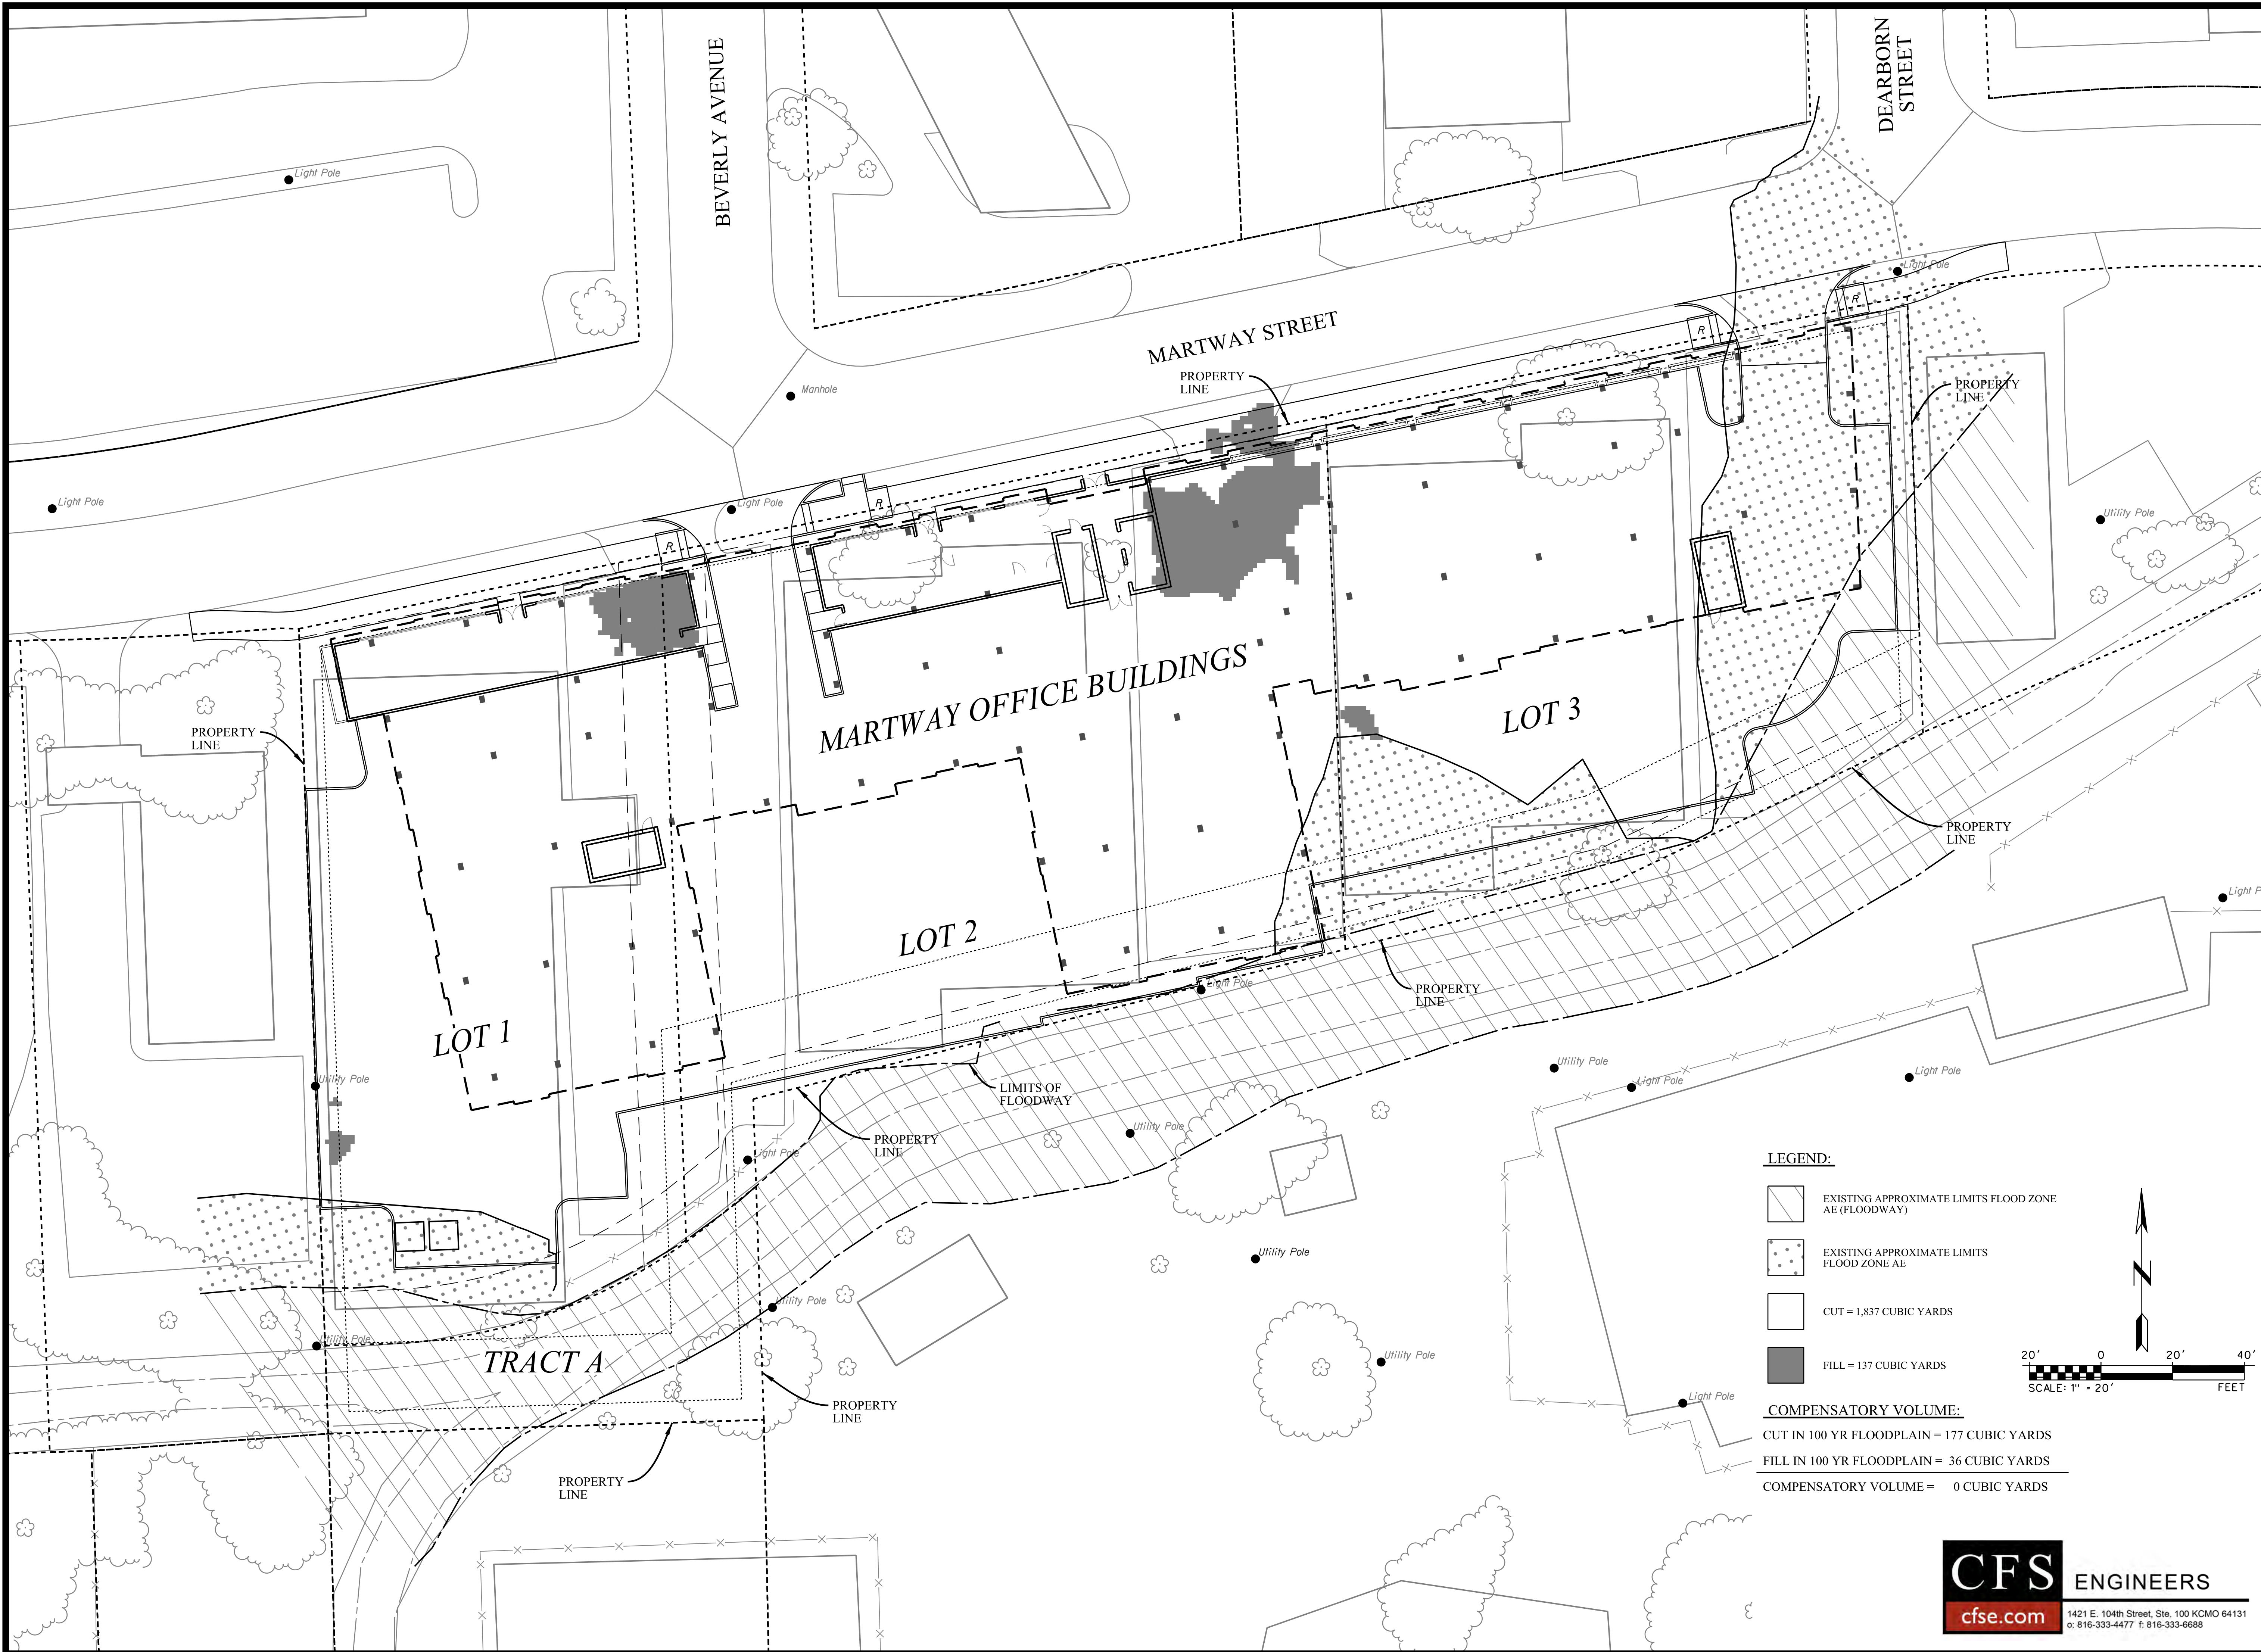 DEARBORN
STREET
BEVERLY AVENUE
Light Pole
Light Pole
R
R
MARTWAY STREET
PROPERTY
LINE
PROPERTY
LINE
Manhole
Light Pole
Light Pole
R
R
Utility Pole
MARTWAY OFFICE BUILDINGS
LOT 3
PROPERTY
LINE
PROPERTY
LINE
Light P
LOT 2
LOT 1
Light Pole
PROPERTY
LINE
Utility Pole
LIMITS OF
FLOODWAY
Utility Pole
Light Pole
Light Pole
Utility Pole
PROPERTY
LINE
Light Pole
Utility Pole
Utility Pole
Utility Pole
TRACT A
Utility Pole
PROPERTY
LINE
Light Pole
PROPERTY
LINE
LEGEND:
EXISTING APPROXIMATE LIMITS FLOOD ZONE
AE (FLOODWAY)
EXISTING APPROXIMATE LIMITS
FLOOD ZONE AE
CUT = 1,837 CUBIC YARDS
FILL = 137 CUBIC YARDS
N
20' 0 20' 40'
SCALE: 1" = 20' FEET
COMPENSATORY VOLUME:
CUT IN 100 YR FLOODPLAIN = 177 CUBIC YARDS
FILL IN 100 YR FLOODPLAIN = 36 CUBIC YARDS
COMPENSATORY VOLUME = 0 CUBIC YARDS
CFS ENGINEERS
cfse.com
1421 E. 104th Street, Ste. 100 KCMO 64131
o: 816-333-4477 f: 816-333-6688